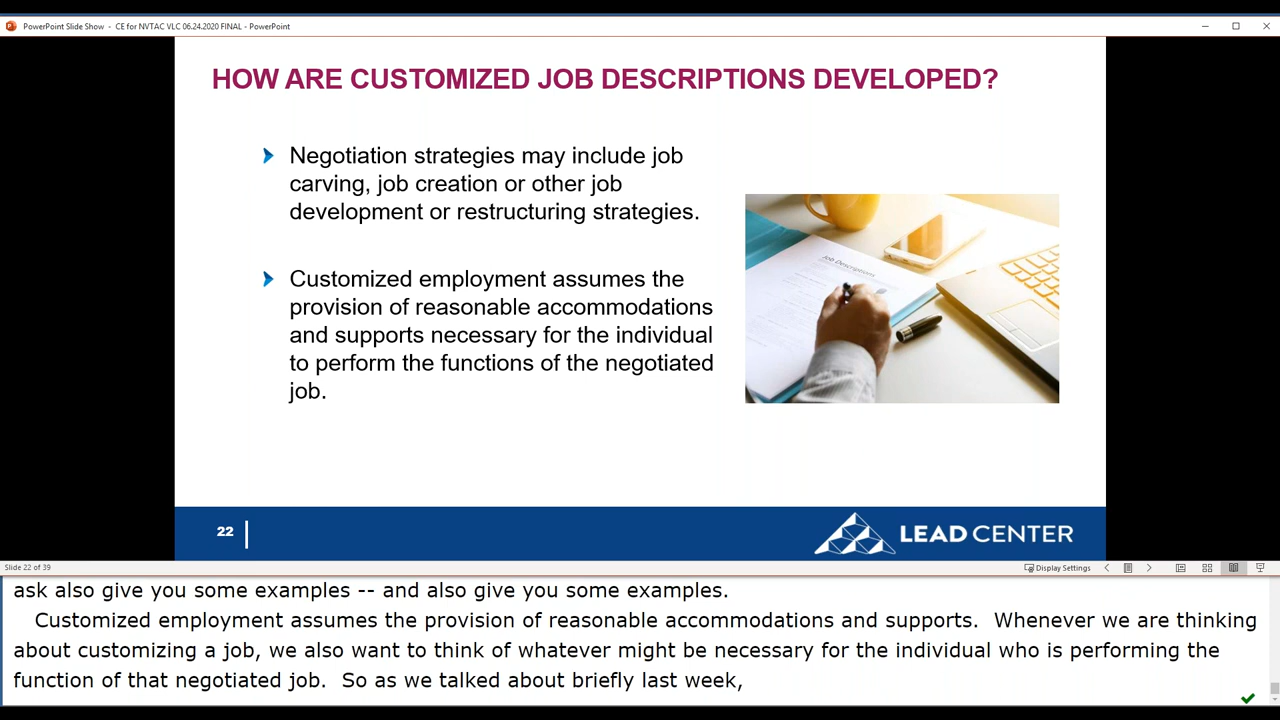 PowerPoint Slide Show - CE for NVTAC VLC 06.24.2020 FINAL - PowerPoint
HOW ARE CUSTOMIZED JOB DESCRIPTIONS DEVELOPED?
Negotiation strategies may include job
carving, job creation or other job
development or restructuring strategies.
Customized employment assumes the
provision of reasonable accommodations
and supports necessary for the individual
to perform the functions of the negotiated
job.
Job Descriptions
22
LEAD CENTER
Slide 22 of 39
Display Settings
ask also give you some examples -- and also give you some examples.
Customized employment assumes the provision of reasonable accommodations and supports.  Whenever we are thinking
about customizing a job, we also want to think of whatever might be necessary for the individual who is performing the
function of that negotiated job.  So as we talked about briefly last week,